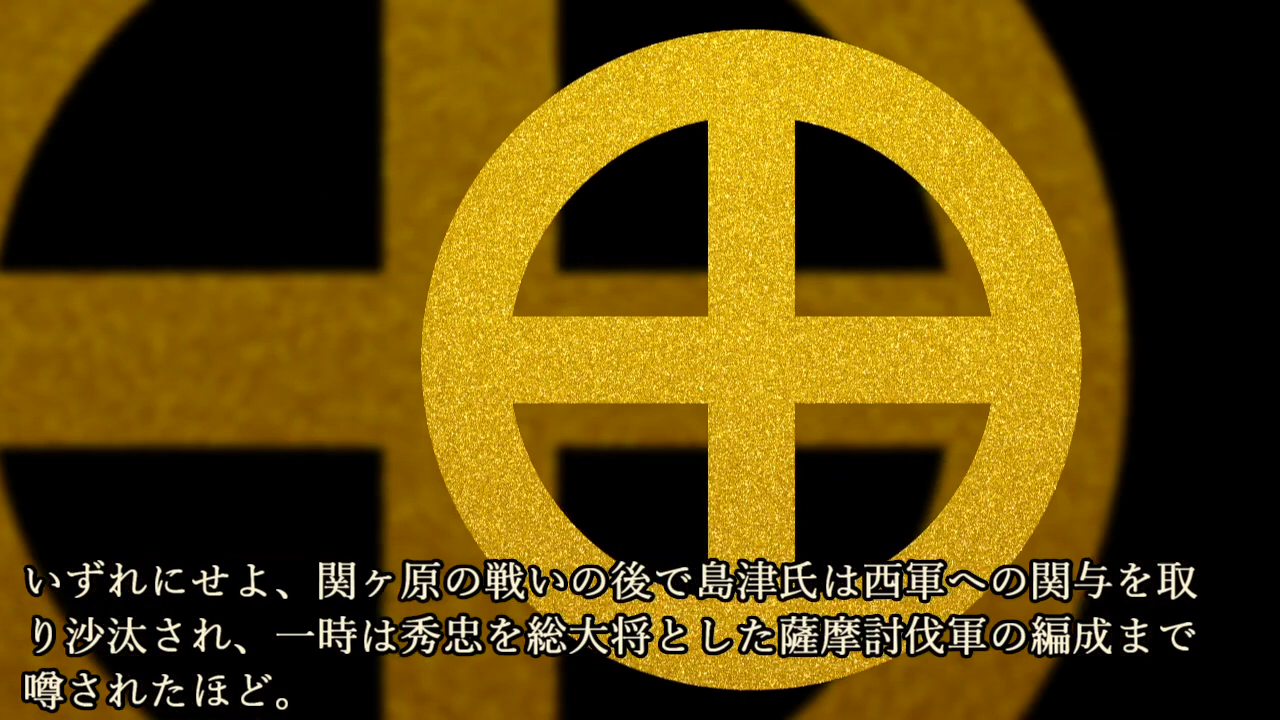 いずれにせよ、関ヶ原の戦いの後で島津氏は西軍への関与を取
り沙汰され、一時は秀忠を総大将とした薩摩討伐軍の編成まで
噂されたほど。